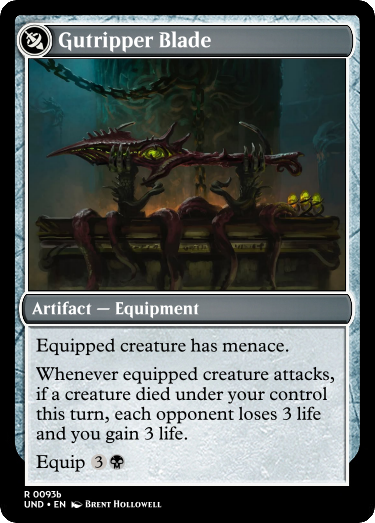 Gutripper Blade
Artifact — Equipment
Equipped creature has menace.
Whenever equipped creature attacks,
if a creature died under your control
this turn, each opponent loses 3 life
and you gain 3 life.
Equip 3
R 0093b
UND • EN Brent Hollowell